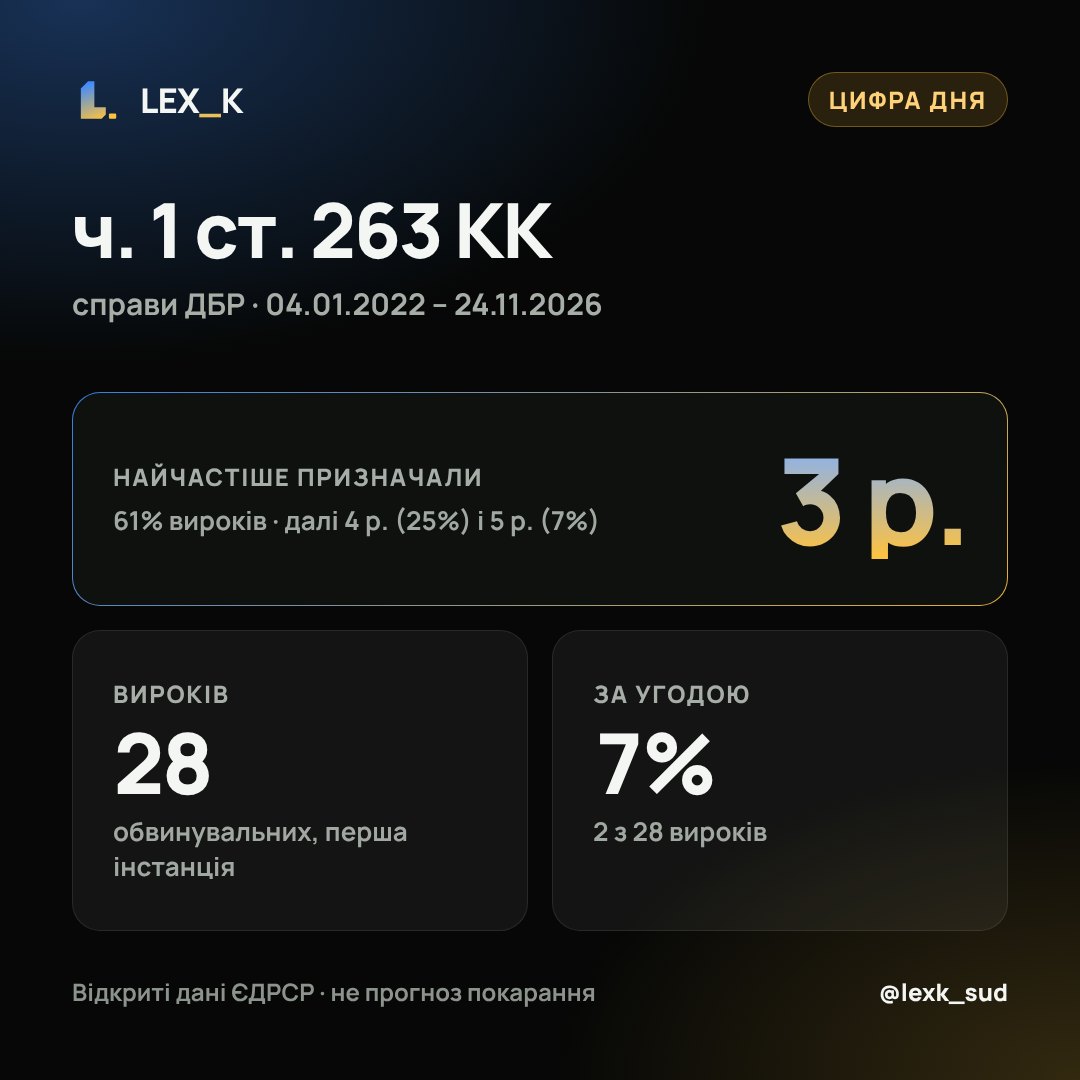 LEX_K
ЦИФРА ДНЯ
ч. 1 ст. 263 КК
справи ДБР · 04.01.2022 – 24.11.2026
НАЙЧАСТІШЕ ПРИЗНАЧАЛИ
61% вироків · далі 4 р. (25%) і 5 р. (7%)
3 р.
ВИРОКІВ
28
обвинувальних, перша
інстанція
ЗА УГОДОЮ
7%
2 з 28 вироків
Відкриті дані ЄДРСР · не прогноз покарання
@lexk_sud